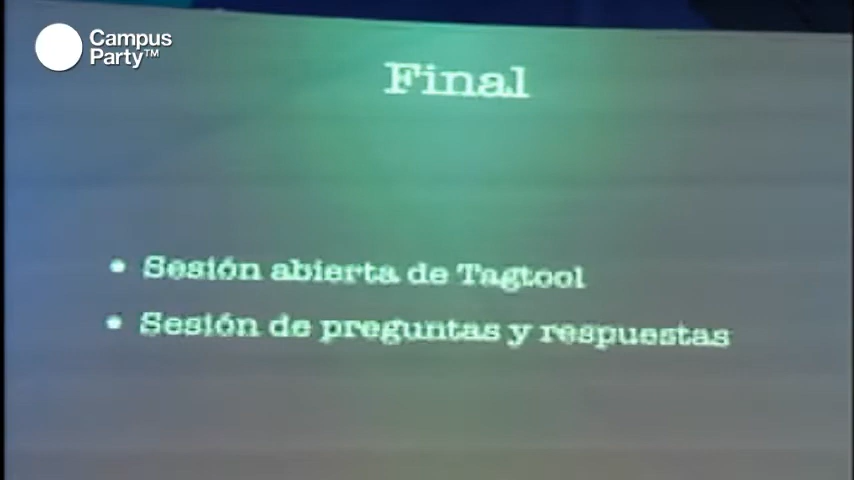 Campus
Party™
Final
• Sesión abierta de Tagtool
• Sesión de preguntas y respuestas